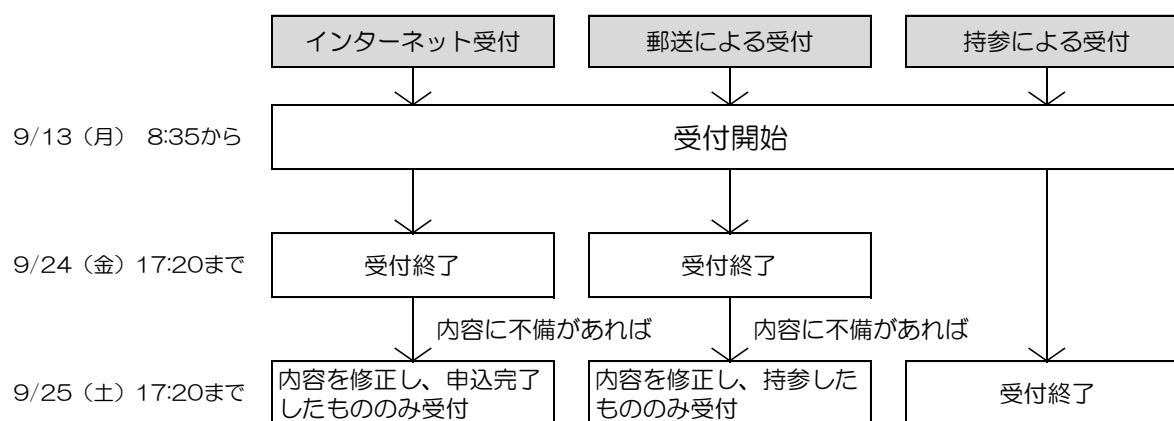 インターネット受付
郵送による受付
持参による受付
9/13（月） 8:35から
受付開始
9/24（金）17:20まで
受付終了
受付終了
内容に不備があれば
内容に不備があれば
9/25（土）17:20まで
内容を修正し、申込完了
したもののみ受付
内容を修正し、持参した
もののみ受付
受付終了